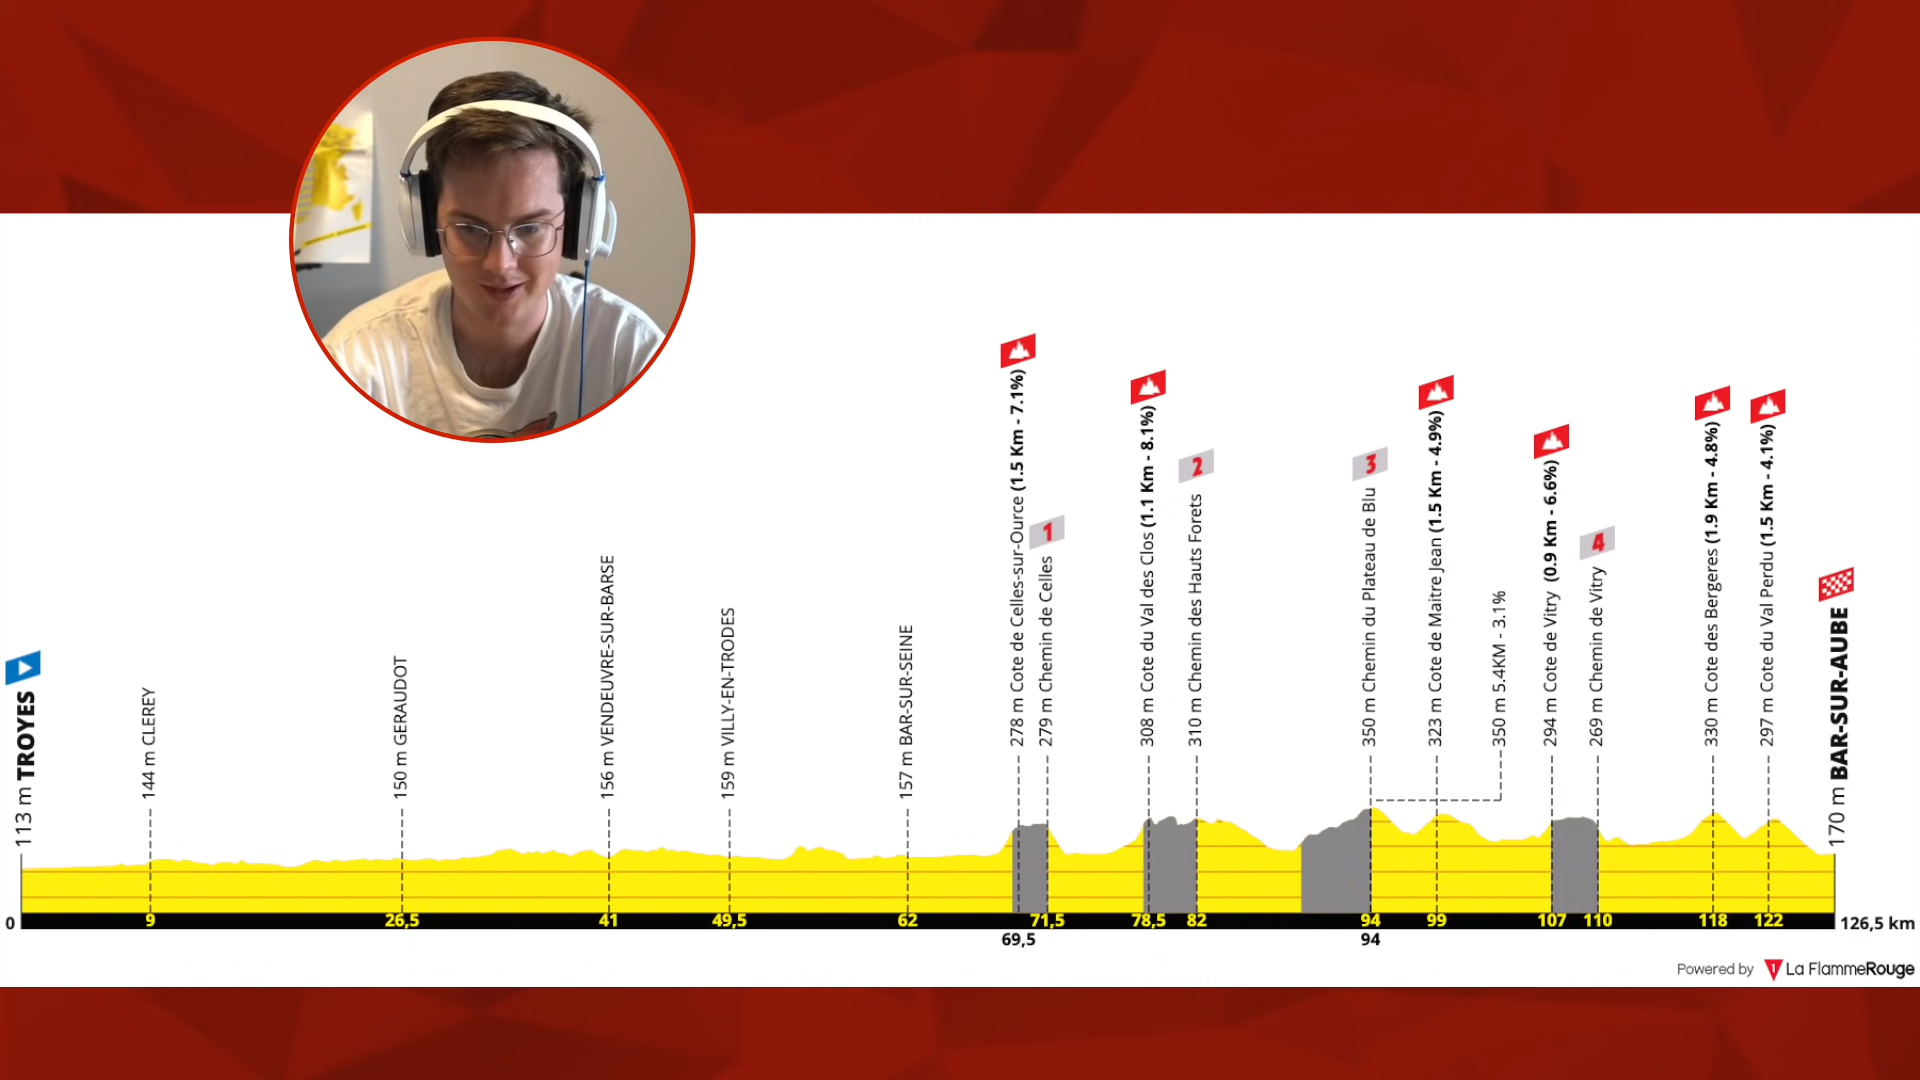 113 m TROYES
144 m CLEREY
150 m GERAUDOT
156 m VENDEUVRE-SUR-BARSE
159 m VILLY-EN-TRODES
157 m BAR-SUR-SEINE
278 m Cote de Celles-sur-Ource (1.5 Km - 7.1%)
1
279 m Chemin de Celles
308 m Cote du Val des Clos (1.1 Km - 8.1%)
2
310 m Chemin des Hauts Forets
3
350 m Chemin du Plateau de Blu
323 m Cote de Maitre Jean (1.5 Km - 4.9%)
350 m 5.4KM - 3.1%
294 m Cote de Vitry (0.9 Km - 6.6%)
4
269 m Chemin de Vitry
330 m Cote des Bergeres (1.9 Km - 4.8%)
297 m Cote du Val Perdu (1.5 Km - 4.1%)
170 m BAR-SUR-AUBE
0 9 26,5 41 49,5 62 71,5 78,5 82 94 99 107 110 118 122 126,5 km
69,5 94
Powered by 1 La FlammeRouge